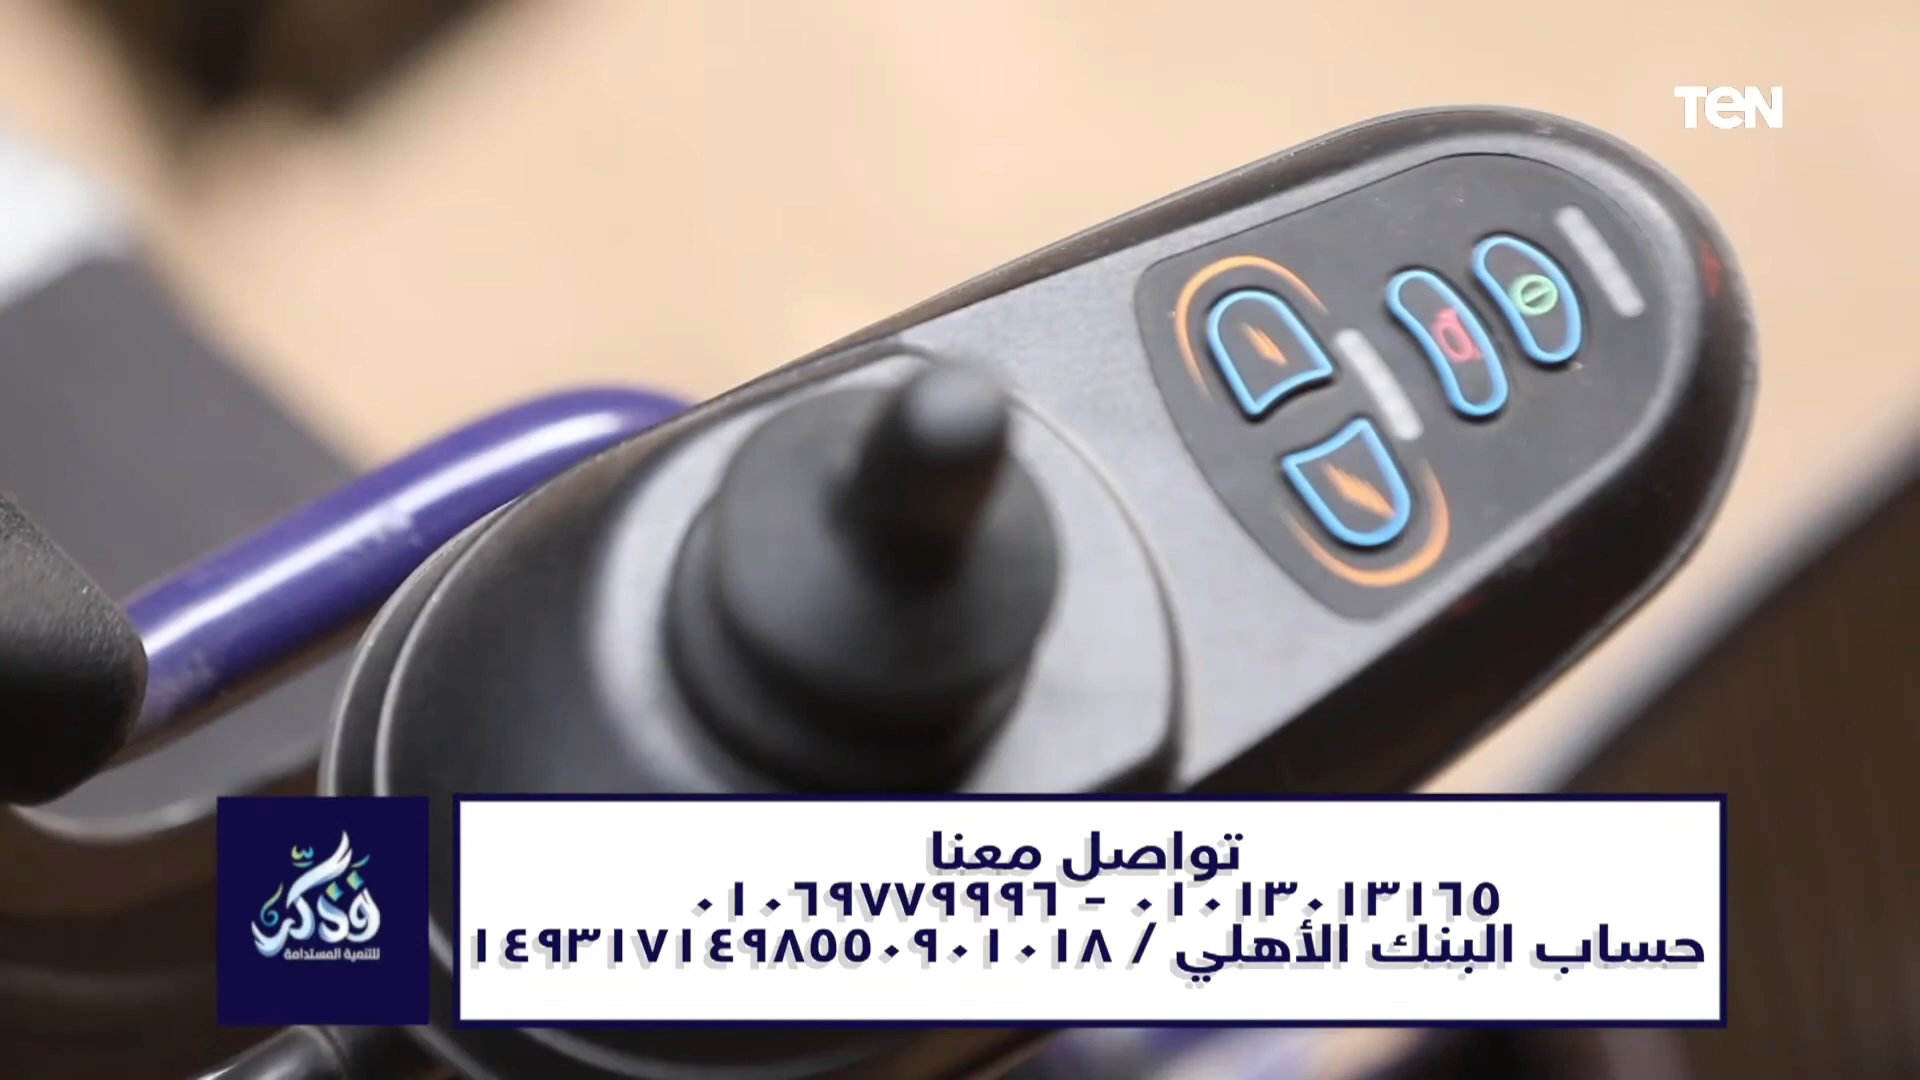 TEN
تواصل معنا
٠١٠٦٩٧٧٩٩٩٦ - ٠١٠١٣٠١٣١٦٥
حساب البنك الأهلي / ١٤٩٣١٧١٤٩٨٥٥٠٩٠١٠١٨
فذكر
للتنمية المستدامة